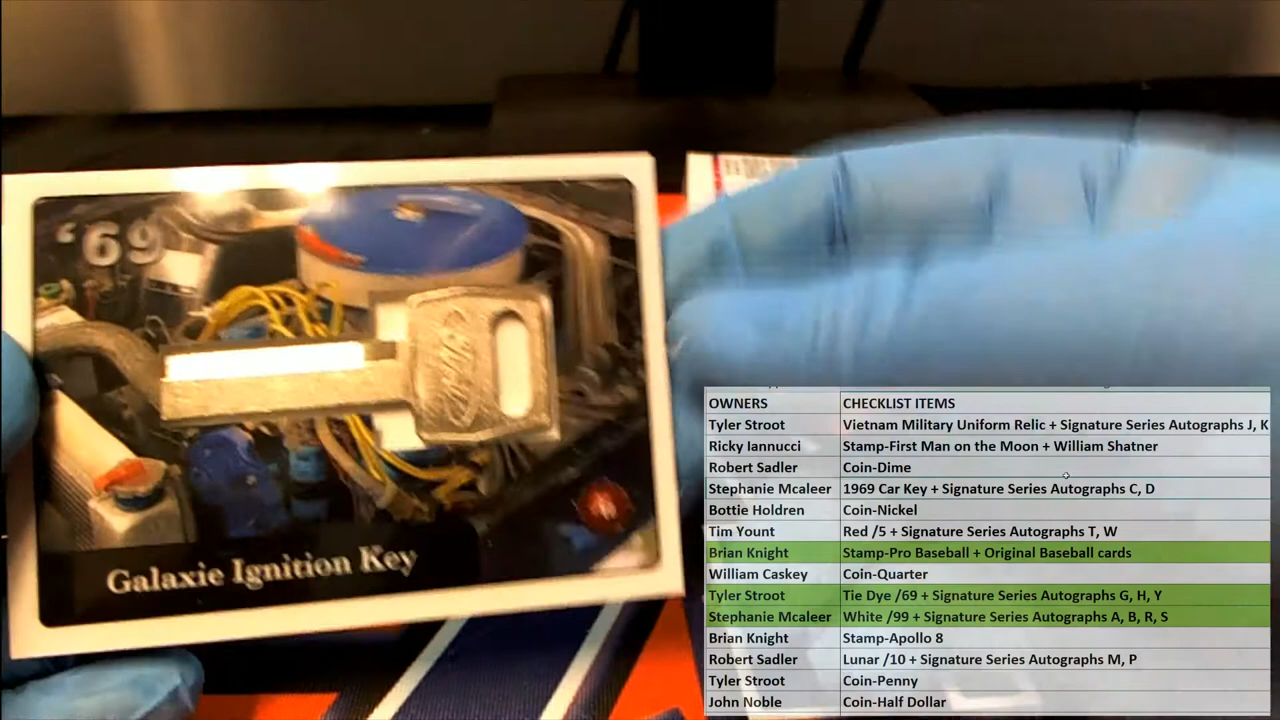 '69
Galaxie Ignition Key
OWNERS CHECKLIST ITEMS
Tyler Stroot Vietnam Military Uniform Relic + Signature Series Autographs J, K
Ricky Iannucci Stamp-First Man on the Moon + William Shatner
Robert Sadler Coin-Dime
Stephanie Mcaleer 1969 Car Key + Signature Series Autographs C, D
Bottie Holdren Coin-Nickel
Tim Yount Red /5 + Signature Series Autographs T, W
Brian Knight Stamp-Pro Baseball + Original Baseball cards
William Caskey Coin-Quarter
Tyler Stroot Tie Dye /69 + Signature Series Autographs G, H, Y
Stephanie Mcaleer White /99 + Signature Series Autographs A, B, R, S
Brian Knight Stamp-Apollo 8
Robert Sadler Lunar /10 + Signature Series Autographs M, P
Tyler Stroot Coin-Penny
John Noble Coin-Half Dollar